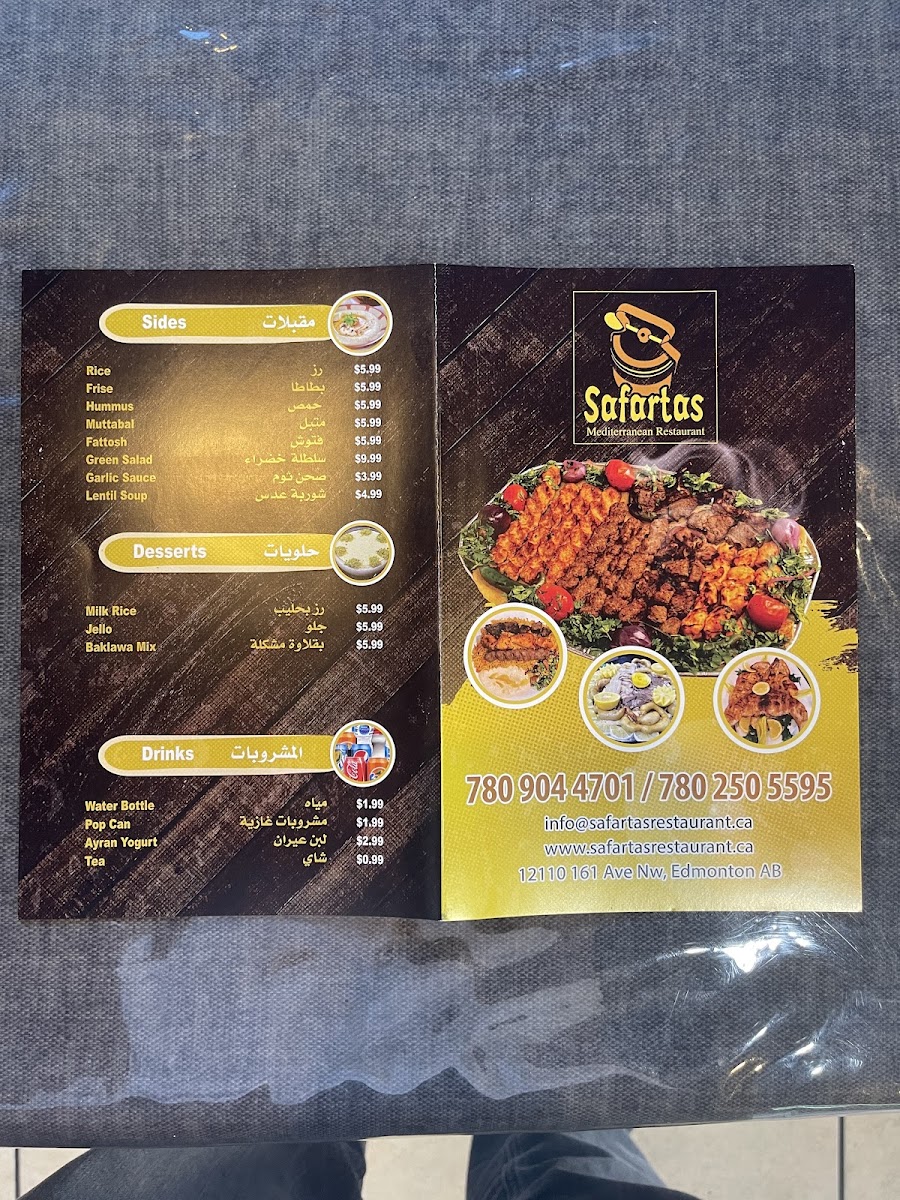 Sides مقبلات
Rice رز $5.99
Frise بطاطا $5.99
Hummus حمص $5.99
Muttabal متبل $5.99
Fattosh فتوش $5.99
Green Salad سلطلة خضراء $9.99
Garlic Sauce صحن ثوم $3.99
Lentil Soup شوربة عدس $4.99
Desserts حلويات
Milk Rice رز بحليب $5.99
Jello جلو $5.99
Baklawa Mix بقلاوة مشكلة $5.99
Drinks المشروبات
Water Bottle مياه $1.99
Pop Can مشروبات غازية $1.99
Ayran Yogurt لبن عيران $2.99
Tea شاي $0.99
Safartas
Mediterranean Restaurant
780 904 4701 / 780 250 5595
info@safartasrestaurant.ca
www.safartasrestaurant.ca
12110 161 Ave Nw, Edmonton AB